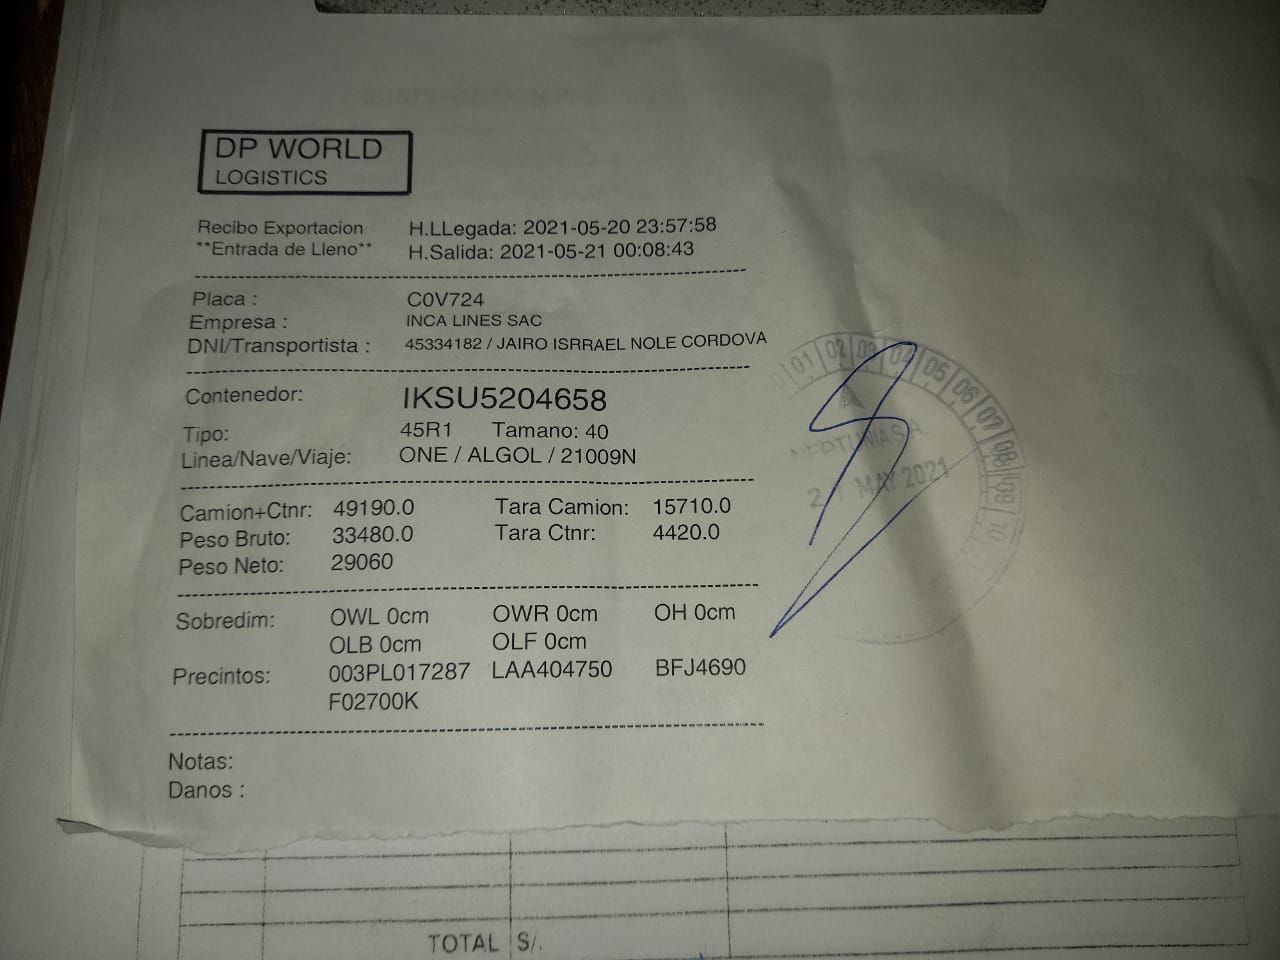 DP WORLD
LOGISTICS
Recibo Exportacion H.LLegada: 2021-05-20 23:57:58
**Entrada de Lleno** H.Salida: 2021-05-21 00:08:43
Placa : C0V724
Empresa : INCA LINES SAC
DNI/Transportista : 45334182 / JAIRO ISRRAEL NOLE CORDOVA
Contenedor: IKSU5204658
Tipo: 45R1 Tamano: 40
Linea/Nave/Viaje: ONE / ALGOL / 21009N
Camion+Ctnr: 49190.0 Tara Camion: 15710.0
Peso Bruto: 33480.0 Tara Ctnr: 4420.0
Peso Neto: 29060
Sobredim: OWL 0cm OWR 0cm OH 0cm
OLB 0cm OLF 0cm
Precintos: 003PL017287 LAA404750 BFJ4690
F02700K
Notas:
Danos :
01 02 03 04 05 06 07 08 09 10
NEPTUNIA S.A.
21 MAY 2021
TOTAL S/.